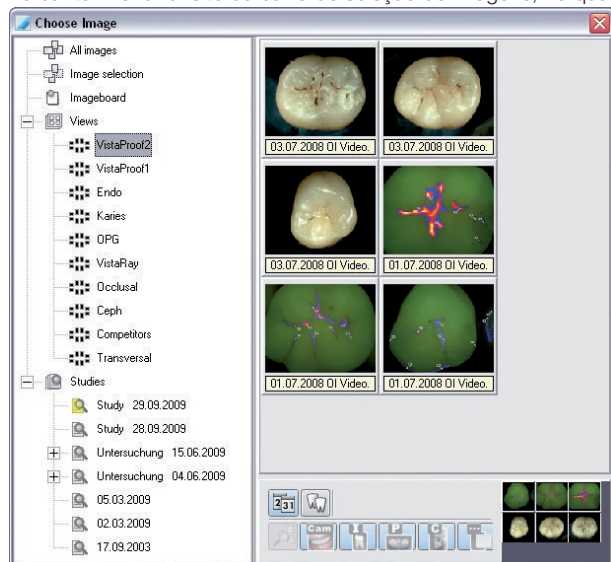 Choose Image
All images
Image selection
Imageboard
Views
VistaProof2
VistaProof1
Endo
Karies
OPG
VistaRay
Occlusal
Ceph
Competitors
Transversal
Studies
Study 29.09.2009
Study 28.09.2009
Untersuchung 15.06.2009
Untersuchung 04.06.2009
05.03.2009
02.03.2009
17.09.2003
03.07.2008 OI Video.
03.07.2008 OI Video.
03.07.2008 OI Video.
01.07.2008 OI Video.
01.07.2008 OI Video.
01.07.2008 OI Video.
2 31
Cam I P C